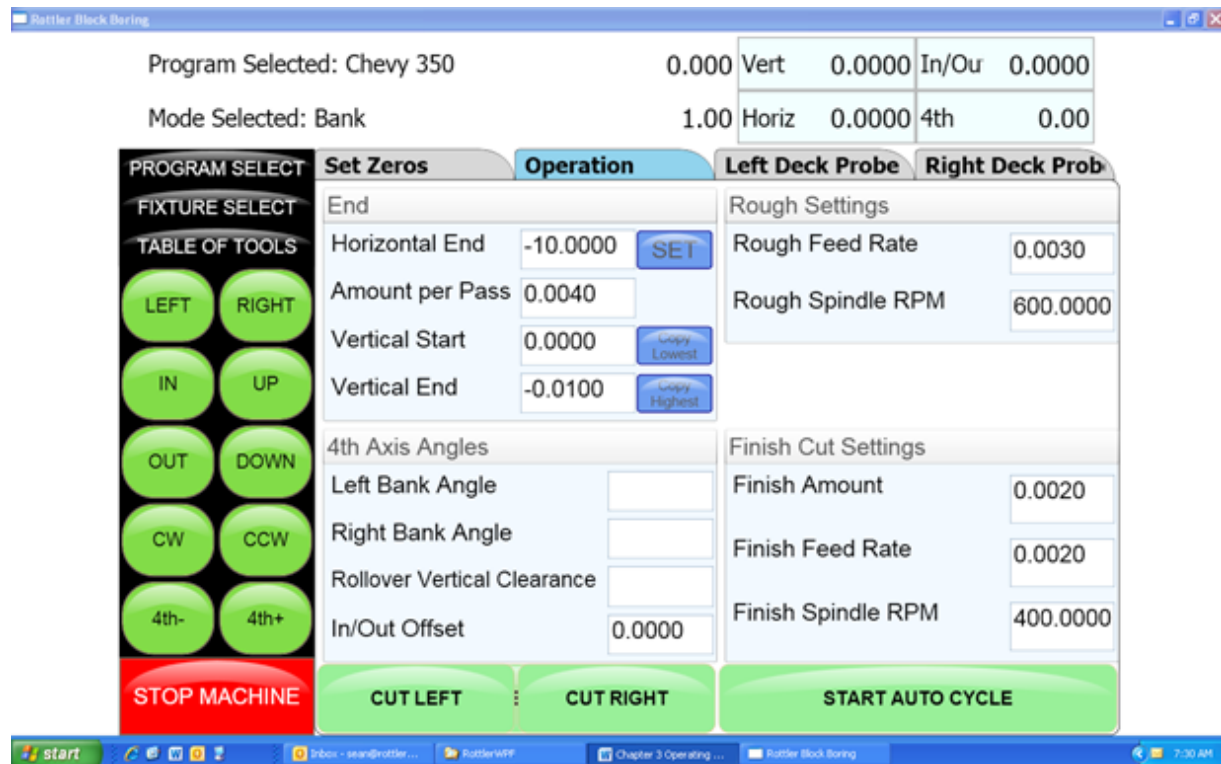 Rottler Block Boring
Program Selected: Chevy 350 0.000 Vert 0.0000 In/Our 0.0000
Mode Selected: Bank 1.00 Horiz 0.0000 4th 0.00
PROGRAM SELECT
FIXTURE SELECT
TABLE OF TOOLS
LEFT RIGHT
IN UP
OUT DOWN
CW CCW
4th- 4th+
STOP MACHINE
Set Zeros Operation Left Deck Probe Right Deck Prob
End
Horizontal End -10.0000 SET
Amount per Pass 0.0040
Vertical Start 0.0000 Copy Lowest
Vertical End -0.0100 Copy Highest
Rough Settings
Rough Feed Rate 0.0030
Rough Spindle RPM 600.0000
4th Axis Angles
Left Bank Angle
Right Bank Angle
Rollover Vertical Clearance
In/Out Offset 0.0000
Finish Cut Settings
Finish Amount 0.0020
Finish Feed Rate 0.0020
Finish Spindle RPM 400.0000
CUT LEFT CUT RIGHT START AUTO CYCLE
start Inbox - sean@rottler... RottlerWPF Chapter 3 Operating ... Rottler Block Boring 7:30 AM